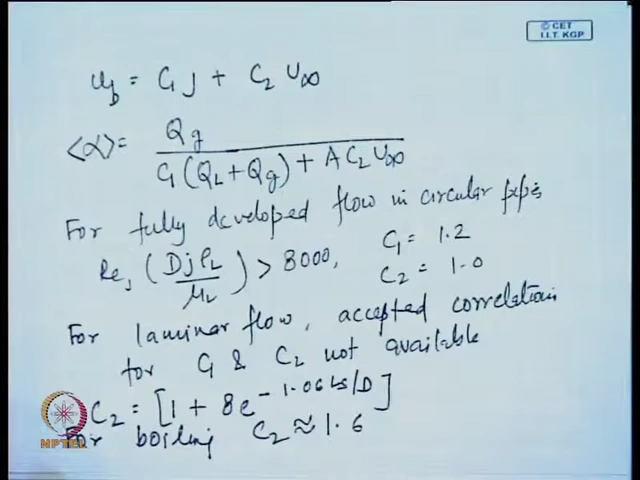 © CET
I.I.T. KGP
u_b = C₁ j + C₂ U∞
<α> = Q_g / (C₁ (Q_L + Q_g) + A C₂ U∞)
For fully developed flow in circular pipes
Re_j (D j ρ_L / μ_L) > 8000, C₁ = 1.2
C₂ = 1.0
For laminar flow, accepted correlations
for C₁ & C₂ not available
C₂ = [1 + 8e^(-1.06 Ls/D)]
For boiling C₂ ≈ 1.6
NPTEL